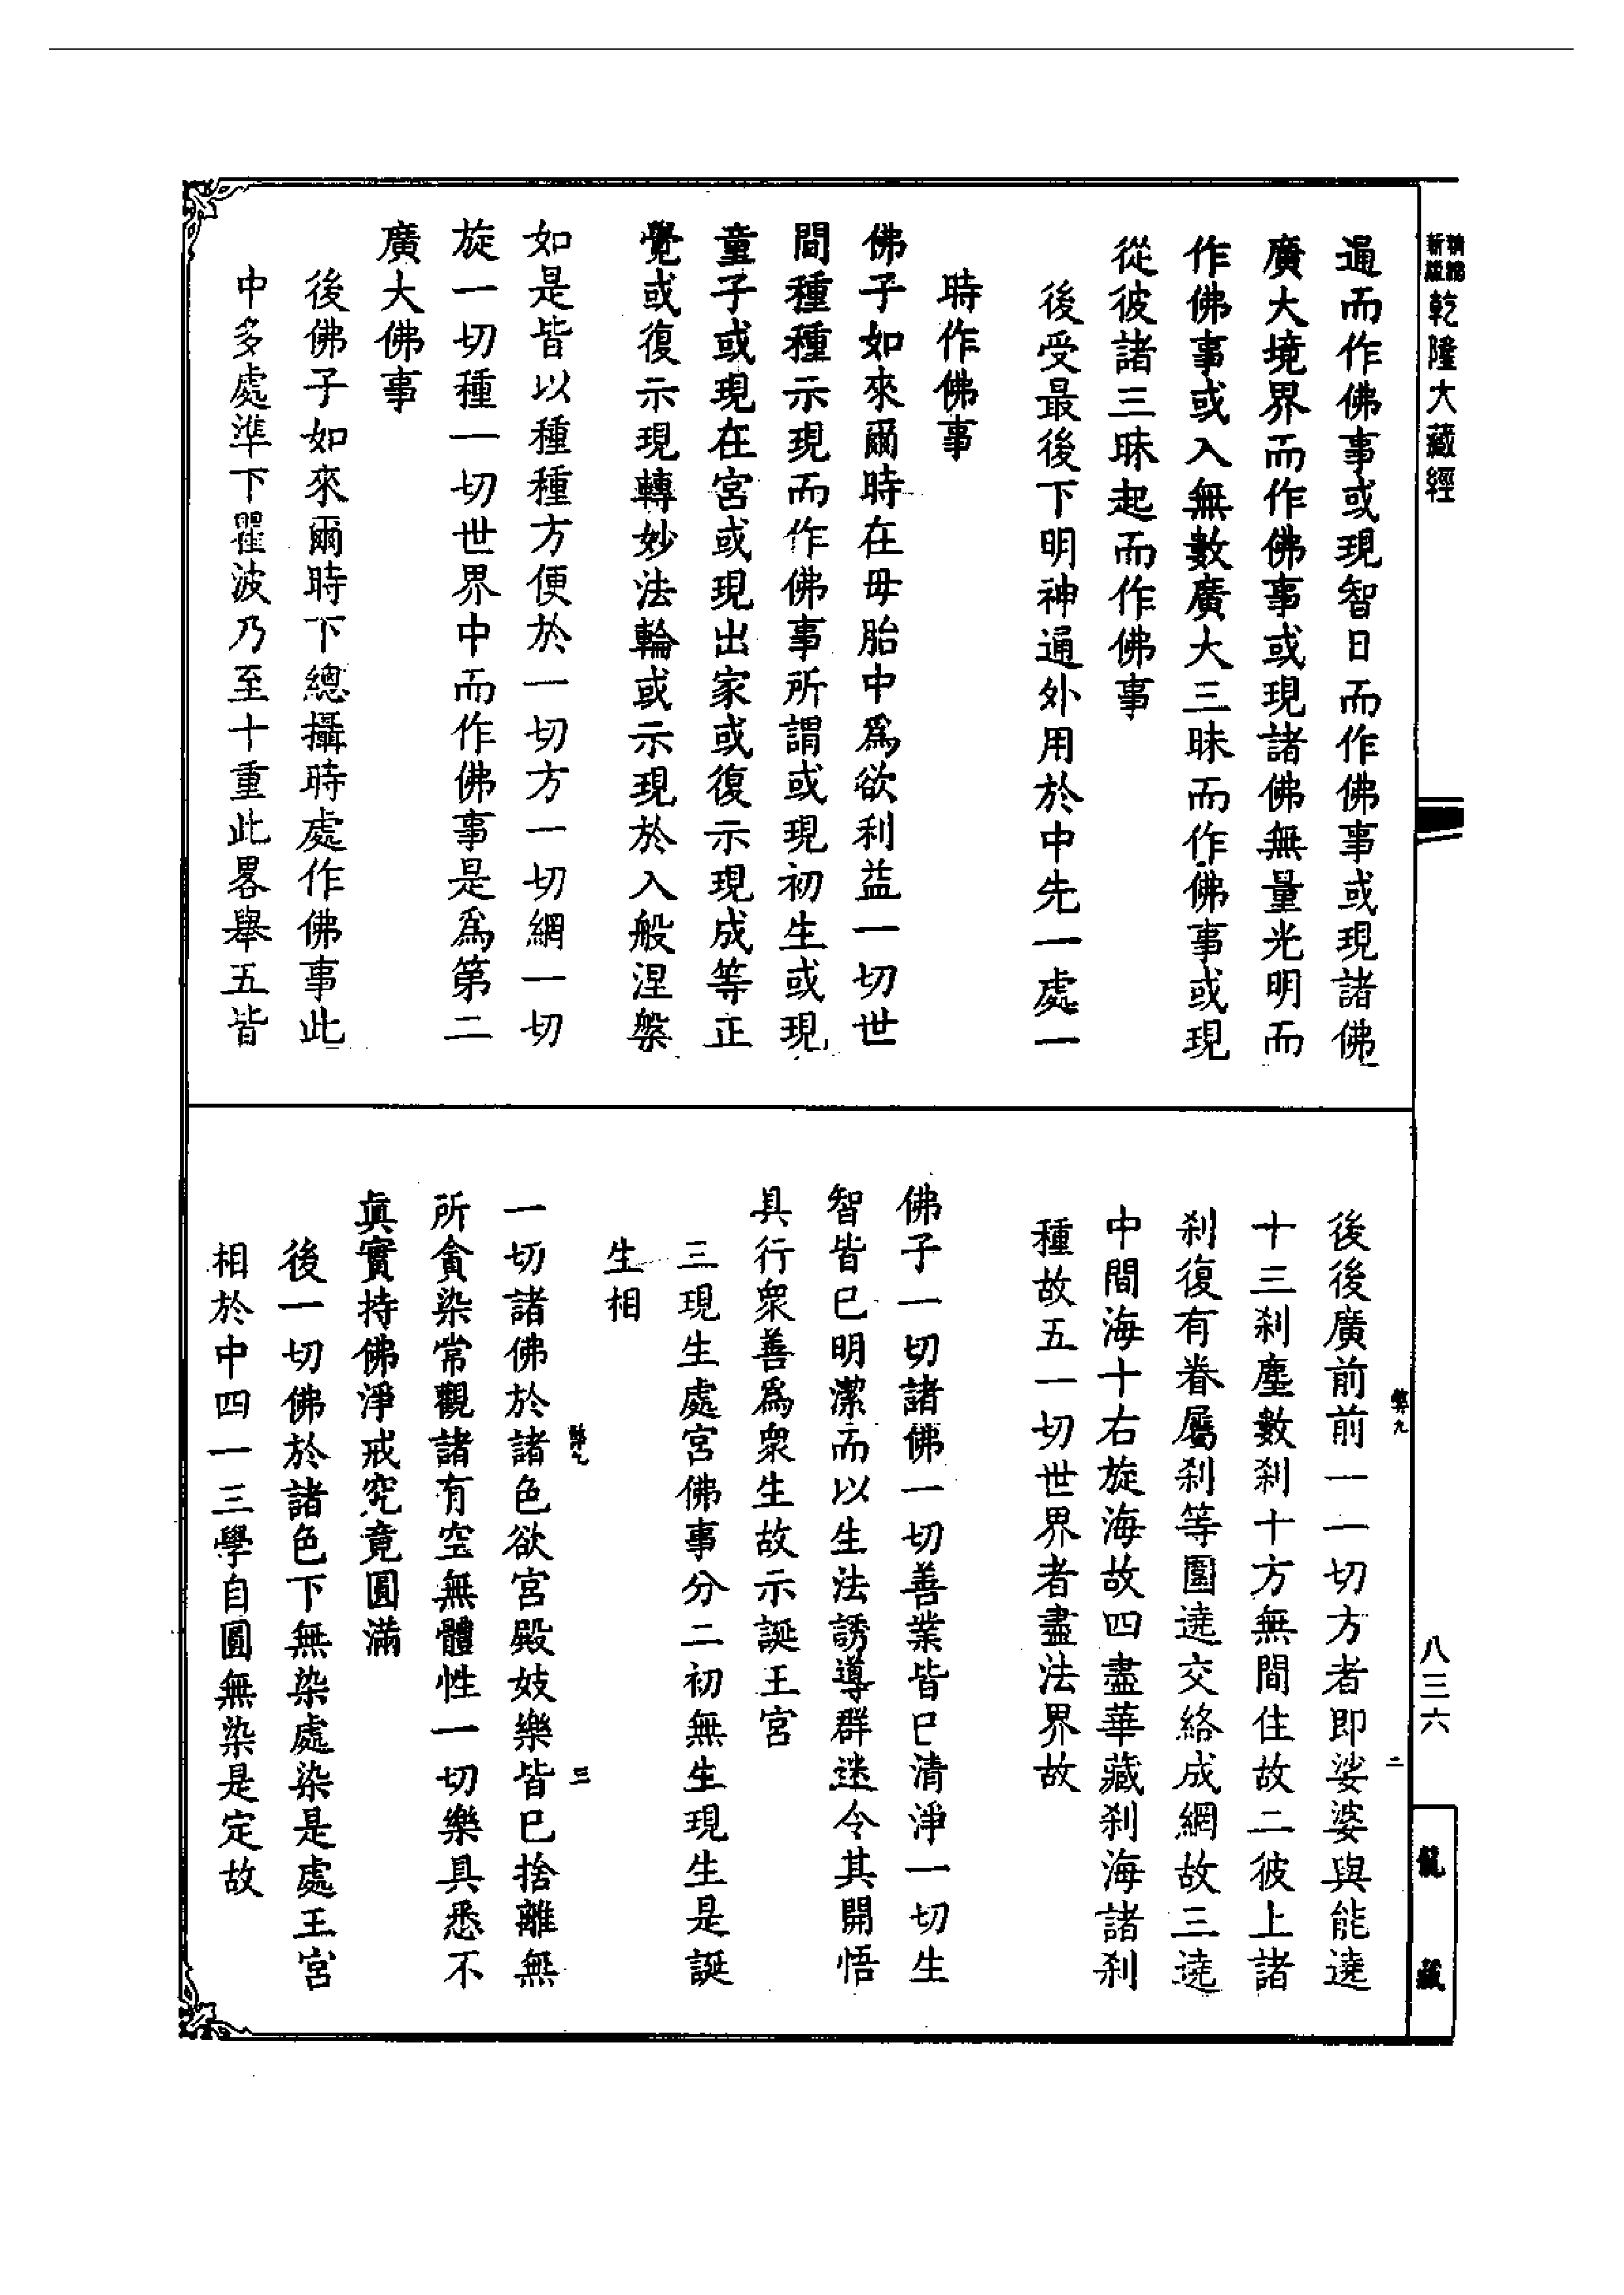 乾隆大藏經
通而作佛事或現智日而作佛事或現諸佛
廣大境界而作佛事或現諸佛無量光明而
作佛事或入無數廣大三昧而作佛事或現
從彼諸三昧起而作佛事
後受最後下明神通外用於中先一處一
時作佛事
佛子如來爾時在母胎中為欲利益一切世
間種種示現而作佛事所謂或現初生或現
童子或現在宮或現出家或復示現成等正
覺或復示現轉妙法輪或示現於入般涅槃
如是皆以種種方便於一切方一切網一切
旋一切種一切世界中而作佛事是為第二
廣大佛事
後佛子如來爾時下總攝時處作佛事此
中多處準下瞿波乃至十重此畧舉五皆
後後廣前前一一切方者即娑婆與能遶
十三刹塵數刹十方無間住故二彼上諸
刹復有眷屬刹等圍遶交絡成網故三遶
中間海十右旋海故四盡華藏刹海諸刹
種故五一切世界者盡法界故
佛子一切諸佛一切善業皆已清淨一切生
智皆已明潔而以生法誘導群迷令其開悟
具行眾善為眾生故示誕王宮
三現生處宮佛事分二初無生現生是誕
生相
一切諸佛於諸色欲宮殿妓樂皆已捨離無
所貪染常觀諸有空無體性一切樂具悉不
真實持佛淨戒究竟圓滿
後一切佛於諸色下無染處染是處王宮
相於中四一三學自圓無染是定故
二
三
八三六
龍藏